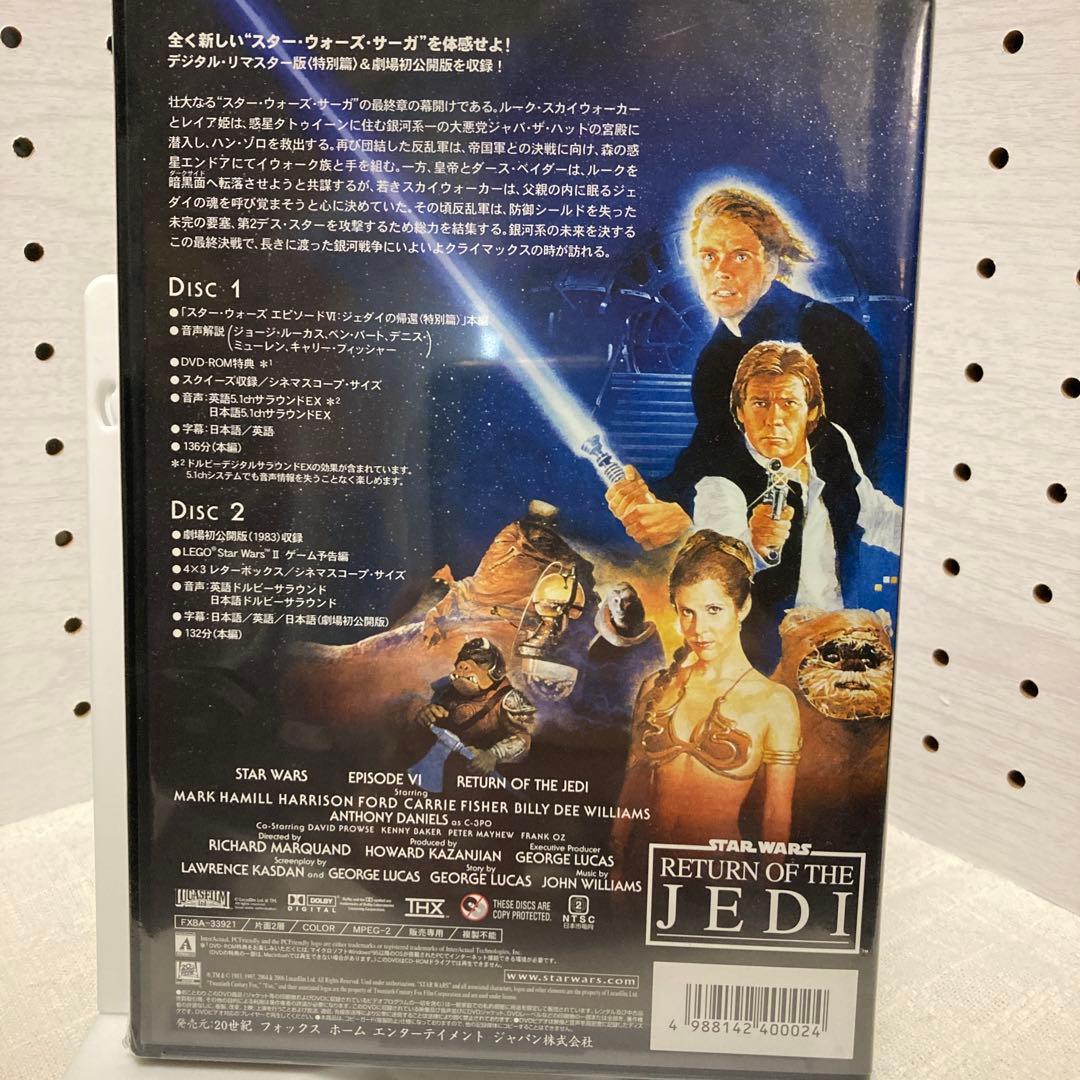 全く新しい“スター・ウォーズ・サーガ”を体感せよ!
デジタル・リマスター版〈特別篇〉&劇場初公開版を収録!
壮大なる“スター・ウォーズ・サーガ”の最終章の幕開けである。ルーク・スカイウォーカー
とレイア姫は、惑星タトゥイーンに住む銀河系一の大悪党ジャバ・ザ・ハットの宮殿に
潜入し、ハン・ソロを救出する。再び団結した反乱軍は、帝国軍との決戦に向け、森の惑
星エンドアにてイウォーク族と手を組む。一方、皇帝とダース・ベイダーは、ルークを
ダークサイド
暗黒面へ転落させようと共謀するが、若きスカイウォーカーは、父親の内に眠るジェ
ダイの魂を呼び覚まそうと心に決めていた。その頃反乱軍は、防御シールドを失った
未完の要塞、第2デス・スターを攻撃するため総力を結集する。銀河系の未来を決する
この最終決戦で、長きに渡った銀河戦争にいよいよクライマックスの時が訪れる。
DISC 1
●「スター・ウォーズ エピソードVI:ジェダイの帰還〈特別篇〉」本編
●音声解説(ジョージ・ルーカス、ベン・バート、デニス・
ミューレン、キャリー・フィッシャー)
●DVD-ROM特典 *1
●スクイーズ収録/シネマスコープ・サイズ
●音声:英語5.1chサラウンドEX *2
日本語5.1chサラウンドEX
●字幕:日本語/英語
●136分(本編)
*2 ドルビーデジタルサラウンドEXの効果が含まれています。
5.1chシステムでも音声情報を失うことなく楽しめます。
DISC 2
●劇場初公開版(1983)収録
●LEGO® Star Wars™ II ゲーム予告編
●4×3 レターボックス/シネマスコープ・サイズ
●音声:英語ドルビーサラウンド
日本語ドルビーサラウンド
●字幕:日本語/英語/日本語(劇場初公開版)
●132分(本編)
STAR WARS EPISODE VI RETURN OF THE JEDI
Starring
MARK HAMILL HARRISON FORD CARRIE FISHER BILLY DEE WILLIAMS
ANTHONY DANIELS as C-3PO
Co-Starring DAVID PROWSE KENNY BAKER PETER MAYHEW FRANK OZ
Directed by RICHARD MARQUAND Produced by HOWARD KAZANJIAN Executive Producer GEORGE LUCAS
Screenplay by LAWRENCE KASDAN and GEORGE LUCAS Story by GEORGE LUCAS Music by JOHN WILLIAMS
STAR WARS
RETURN OF THE
JEDI
LUCASFILM Ltd
DOLBY
DIGITAL
THX
THESE DISCS ARE
COPY PROTECTED.
2
NTSC
日本市場向
FXBA-33921 / 片面2層 / COLOR / MPEG-2 / 販売専用 / 複製不能
InterActual, PCFriendly and the PCFriendly logo are either trademarks or registered trademarks of InterActual Technologies, Inc.
www.starwars.com
発売元:20世紀 フォックス ホーム エンターテイメント ジャパン株式会社
4 988142 400024